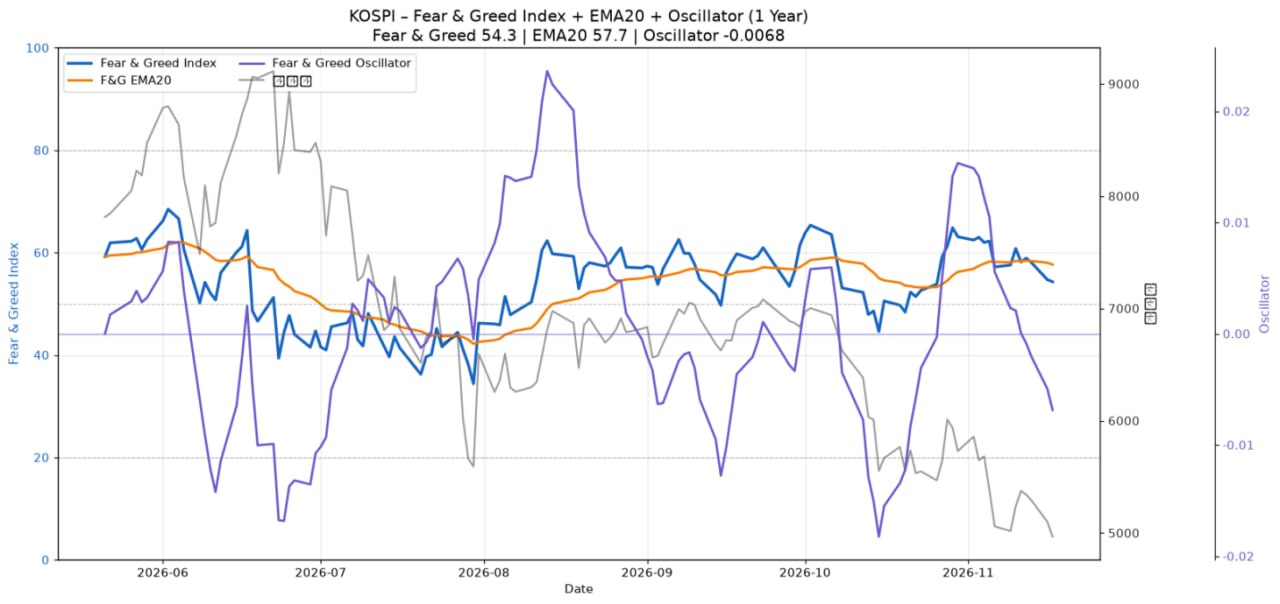 KOSPI – Fear & Greed Index + EMA20 + Oscillator (1 Year)
Fear & Greed 54.3 | EMA20 57.7 | Oscillator -0.0068
Fear & Greed Index
F&G EMA20
Fear & Greed Oscillator
100
80
60
40
20
0
Fear & Greed Index
9000
8000
7000
6000
5000
0.02
0.01
0.00
-0.01
-0.02
Oscillator
2026-06
2026-07
2026-08
2026-09
2026-10
2026-11
Date